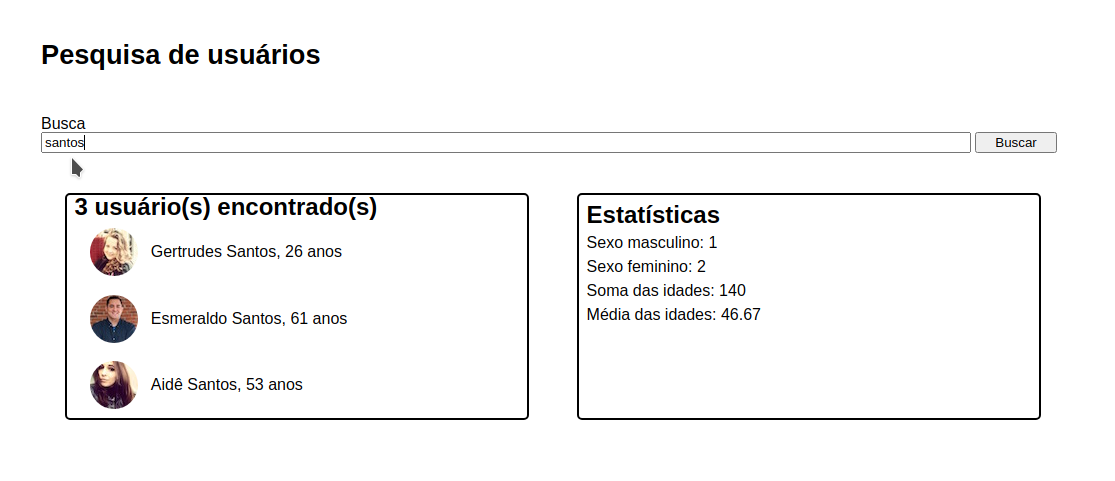 Pesquisa de usuários
Busca
santos
Buscar
3 usuário(s) encontrado(s)
Gertrudes Santos, 26 anos
Esmeraldo Santos, 61 anos
Aidê Santos, 53 anos
Estatísticas
Sexo masculino: 1
Sexo feminino: 2
Soma das idades: 140
Média das idades: 46.67